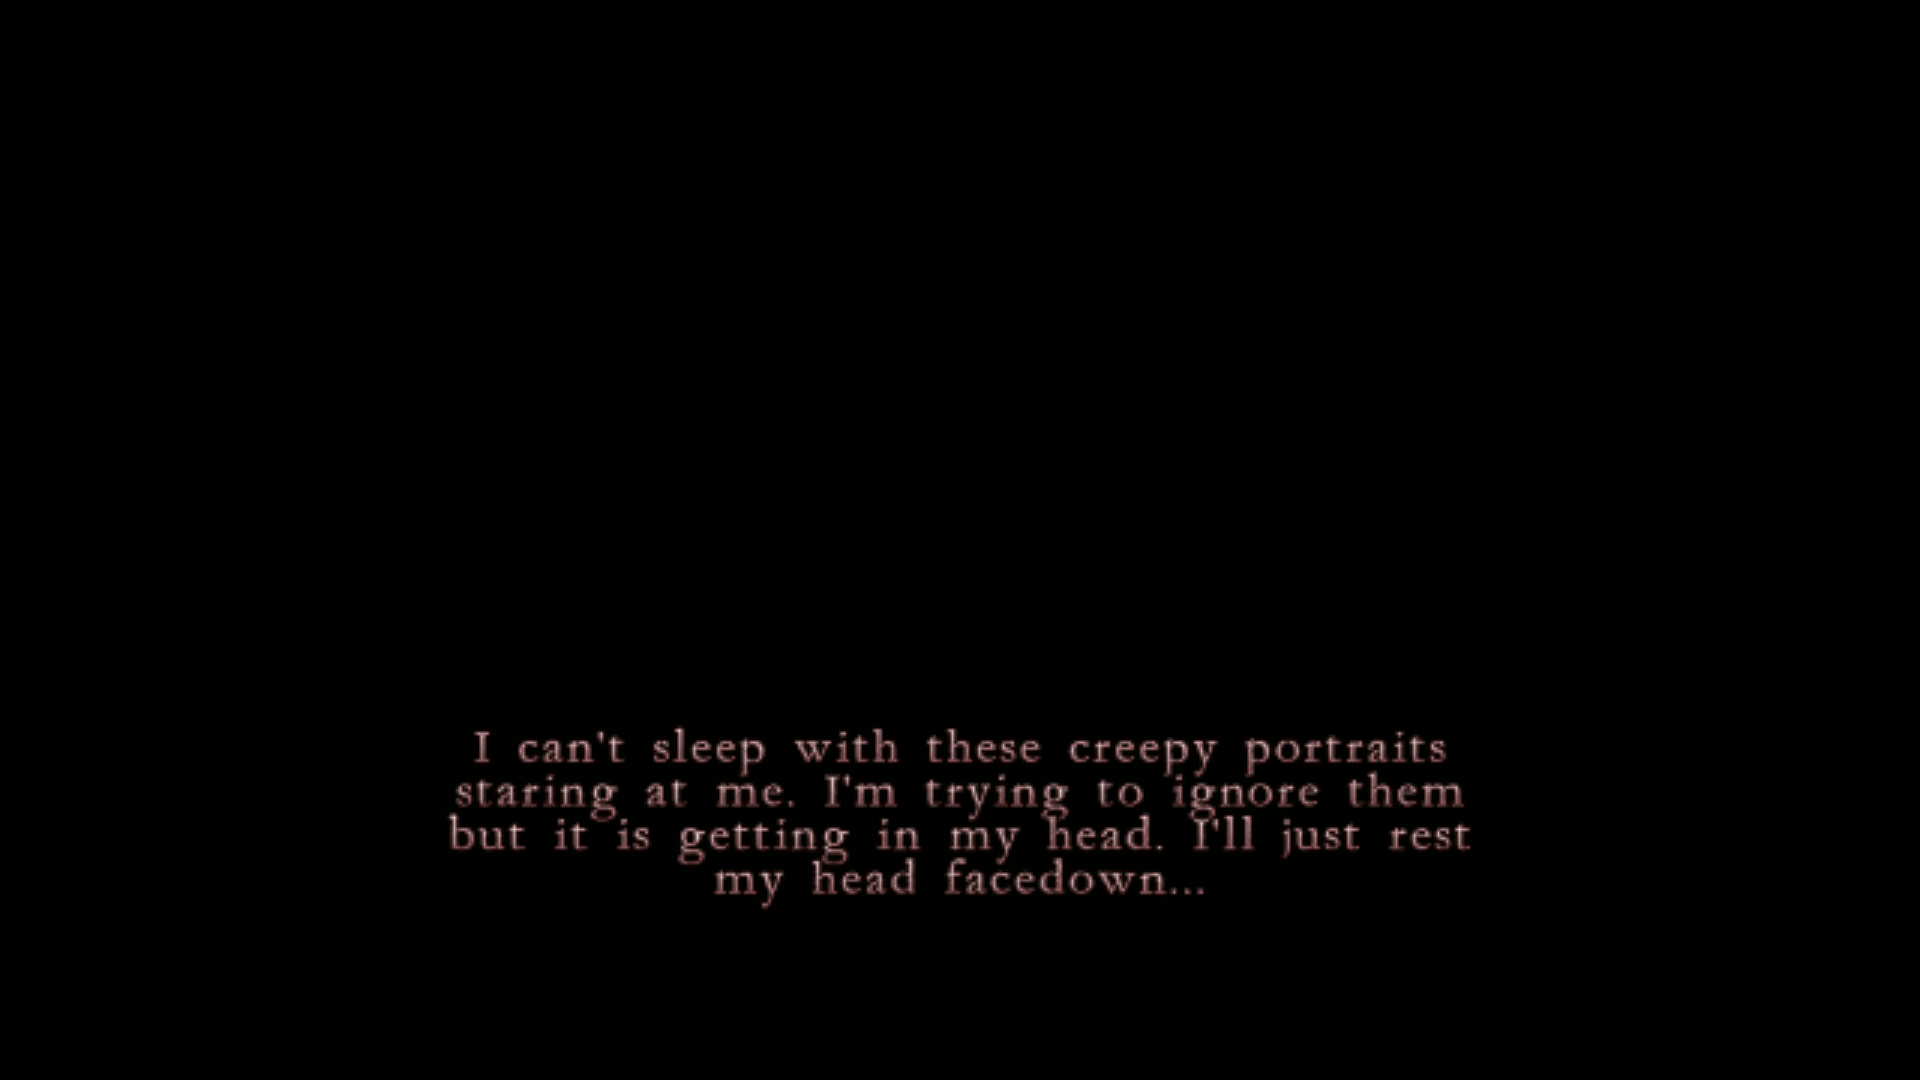 I can't sleep with these creepy portraits
staring at me. I'm trying to ignore them
but it is getting in my head. I'll just rest
my head facedown...